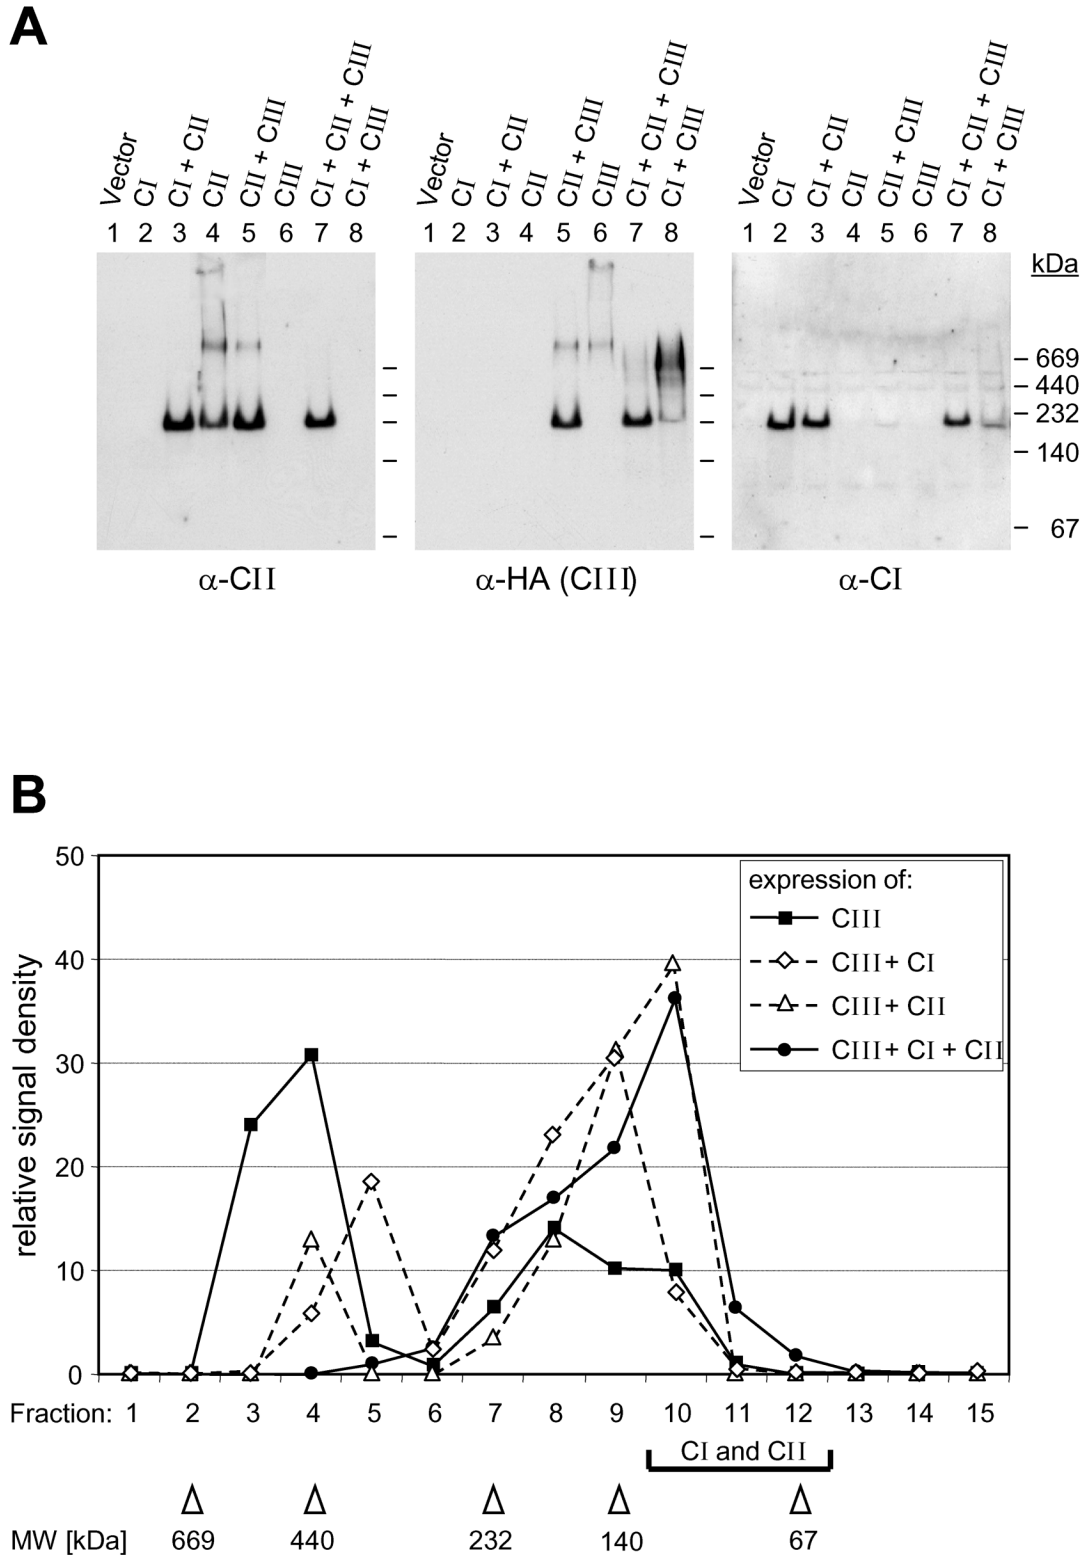 A
Vector CI CI + CII CII CII + CIII CIII CI + CII + CIII CI + CIII
Vector CI CI + CII CII CII + CIII CIII CI + CII + CIII CI + CIII
Vector CI CI + CII CII CII + CIII CIII CI + CII + CIII CI + CIII
1 2 3 4 5 6 7 8
1 2 3 4 5 6 7 8
1 2 3 4 5 6 7 8
kDa
669
440
232
140
67
α-CII
α-HA (CIII)
α-CI
B
relative signal density
50
40
30
20
10
0
expression of:
CIII
CIII + CI
CIII + CII
CIII + CI + CII
Fraction: 1 2 3 4 5 6 7 8 9 10 11 12 13 14 15
CI and CII
MW [kDa] 669 440 232 140 67